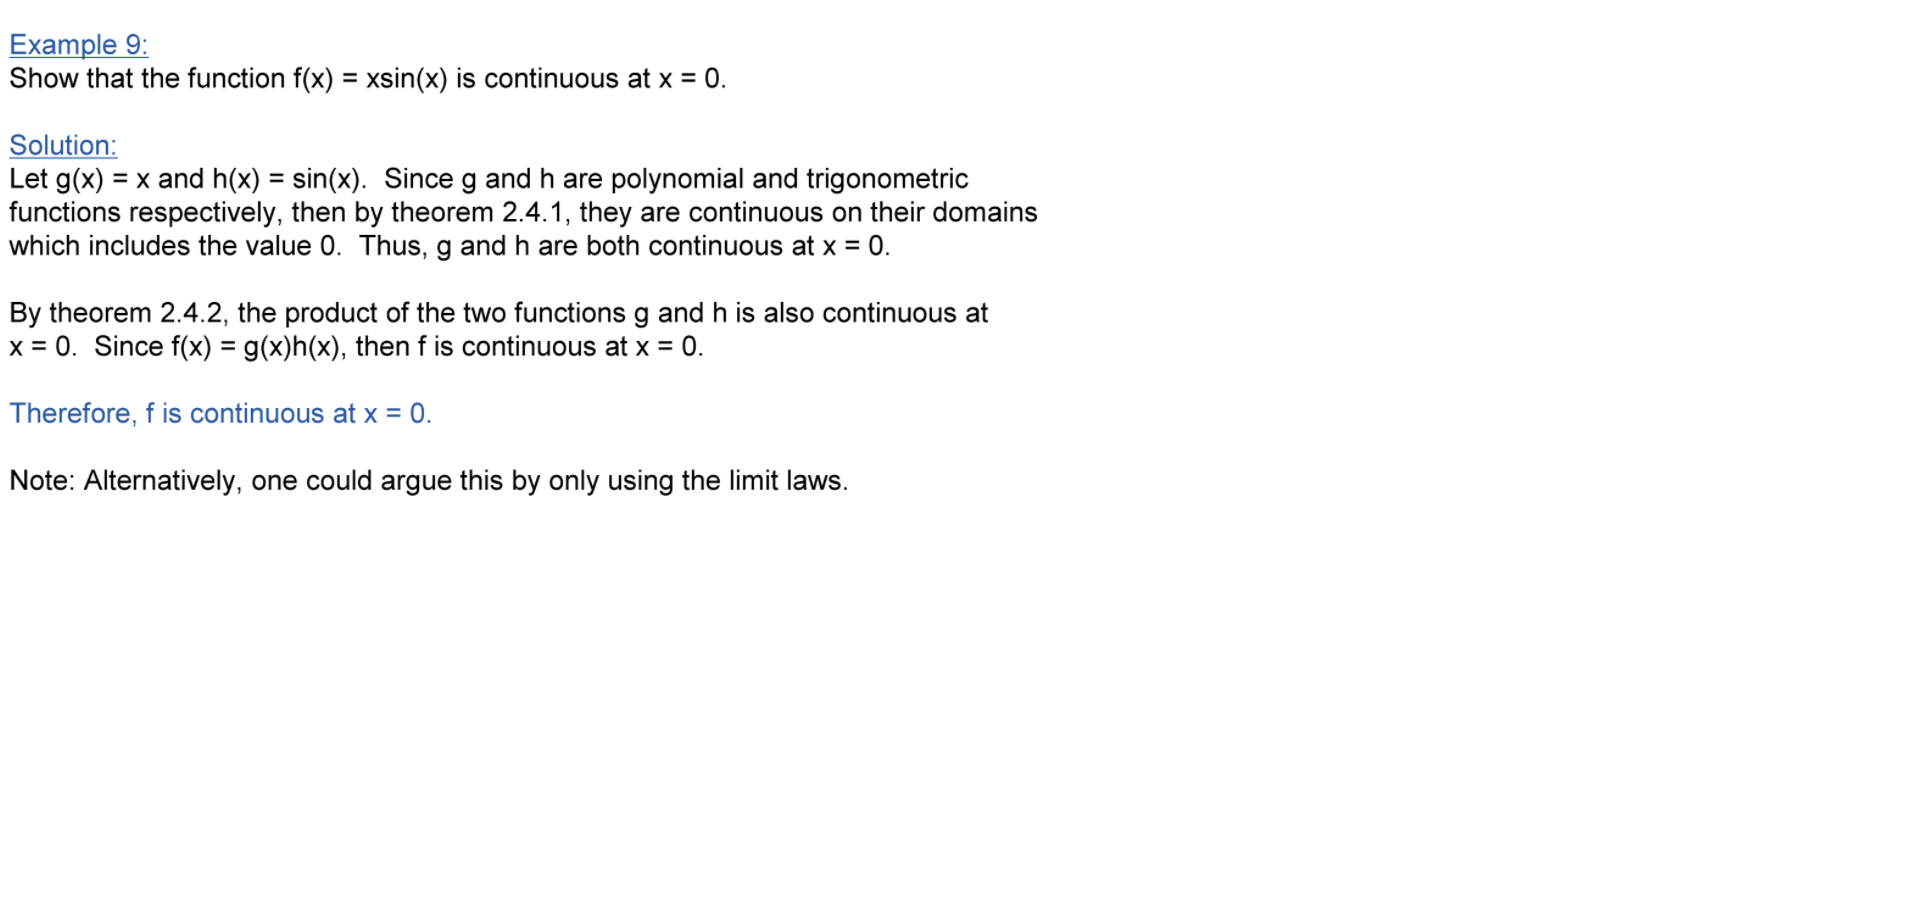 Example 9:
Show that the function f(x) = xsin(x) is continuous at x = 0.
Solution:
Let g(x) = x and h(x) = sin(x).  Since g and h are polynomial and trigonometric
functions respectively, then by theorem 2.4.1, they are continuous on their domains
which includes the value 0.  Thus, g and h are both continuous at x = 0.
By theorem 2.4.2, the product of the two functions g and h is also continuous at
x = 0.  Since f(x) = g(x)h(x), then f is continuous at x = 0.
Therefore, f is continuous at x = 0.
Note: Alternatively, one could argue this by only using the limit laws.